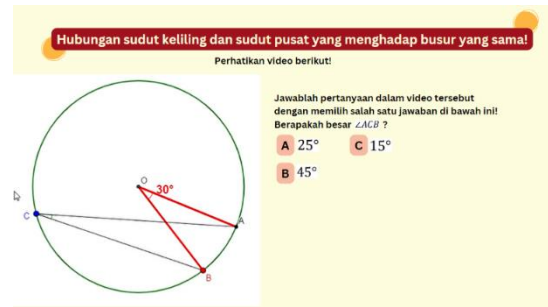 Hubungan sudut keliling dan sudut pusat yang menghadap busur yang sama!
Perhatikan video berikut!
Jawablah pertanyaan dalam video tersebut
dengan memilih salah satu jawaban di bawah ini!
Berapakah besar ∠ACB ?
A 25° C 15°
B 45°
O
30°
C
A
B